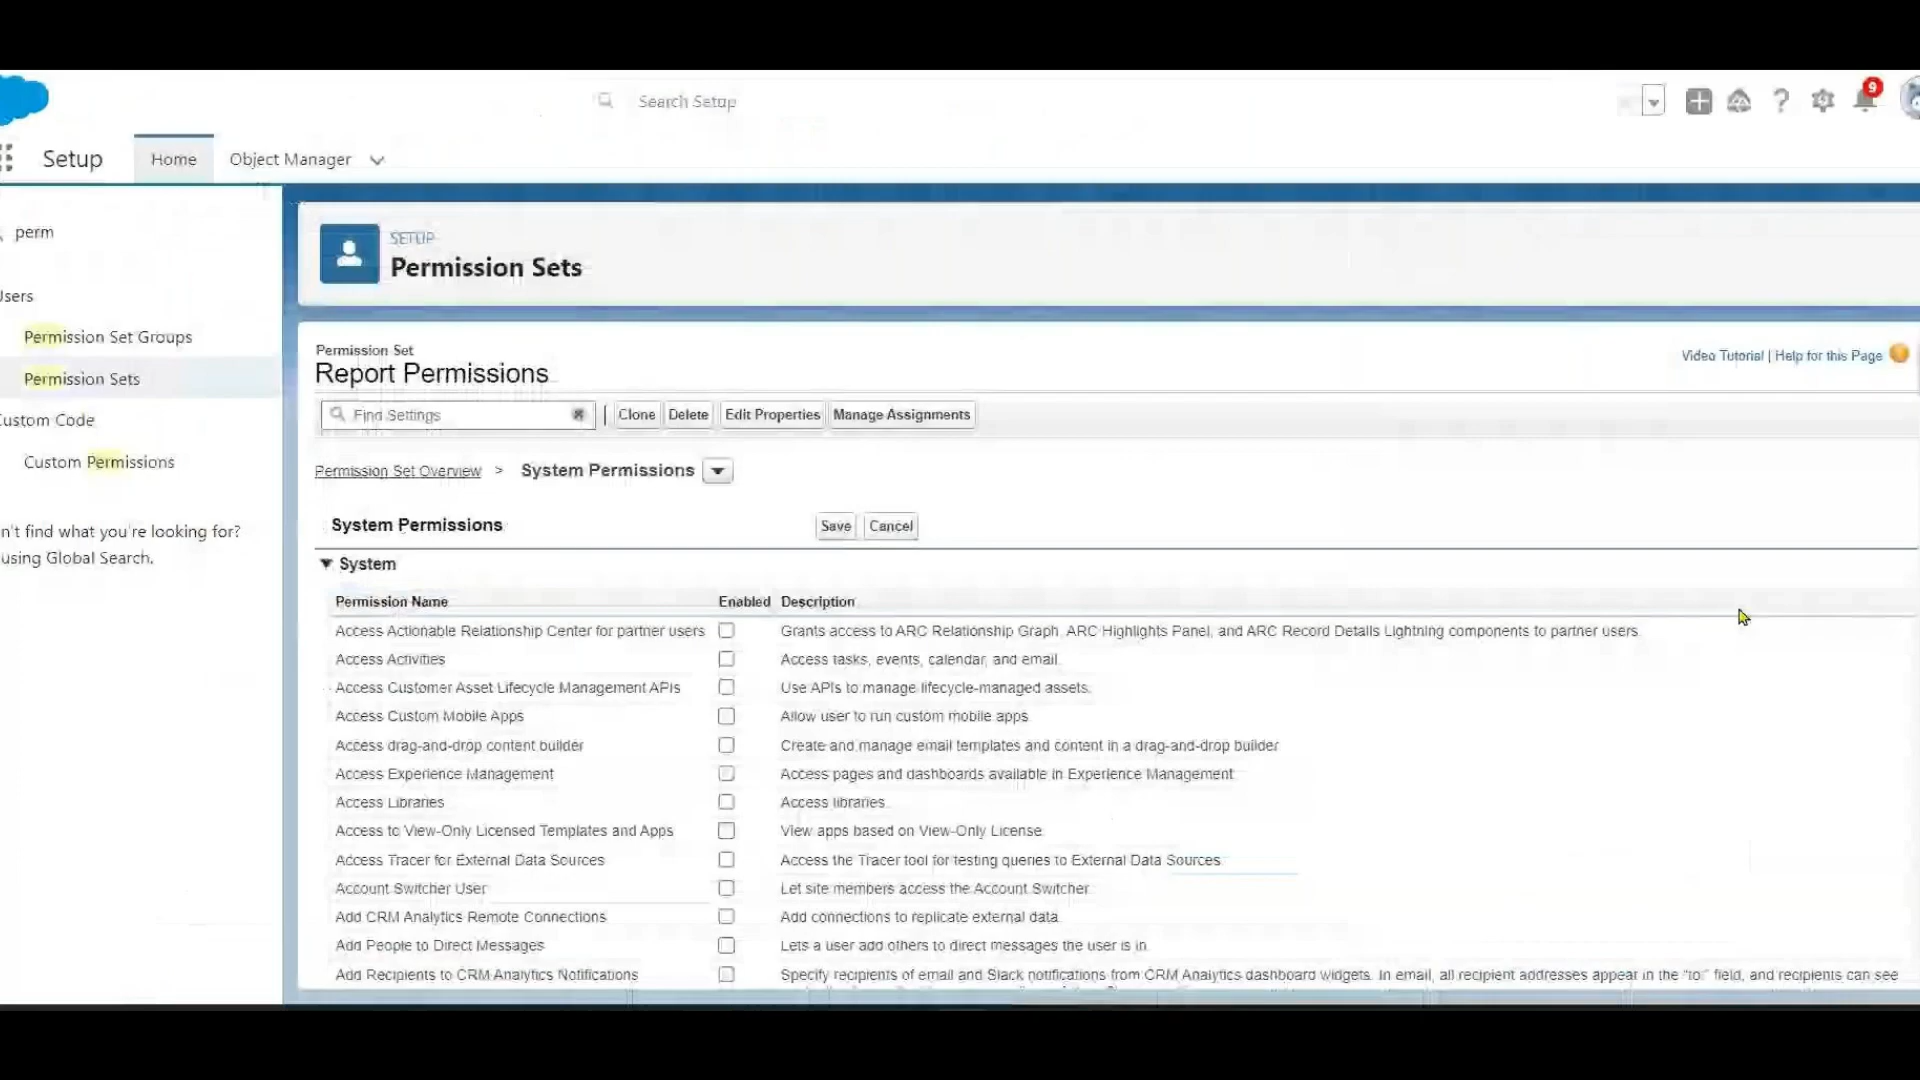 Search Setup
9
Setup
Home
Object Manager
perm
Users
Permission Set Groups
Permission Sets
Custom Code
Custom Permissions
n't find what you're looking for?
using Global Search.
SETUP
Permission Sets
Permission Set
Report Permissions
Video Tutorial | Help for this Page
Find Settings
Clone Delete Edit Properties Manage Assignments
Permission Set Overview > System Permissions
System Permissions Save Cancel
System
Permission Name Enabled Description
Access Actionable Relationship Center for partner users Grants access to ARC Relationship Graph, ARC Highlights Panel, and ARC Record Details Lightning components to partner users.
Access Activities Access tasks, events, calendar, and email.
Access Customer Asset Lifecycle Management APIs Use APIs to manage lifecycle-managed assets.
Access Custom Mobile Apps Allow user to run custom mobile apps
Access drag-and-drop content builder Create and manage email templates and content in a drag-and-drop builder
Access Experience Management Access pages and dashboards available in Experience Management
Access Libraries Access libraries.
Access to View-Only Licensed Templates and Apps View apps based on View-Only License
Access Tracer for External Data Sources Access the Tracer tool for testing queries to External Data Sources
Account Switcher User Let site members access the Account Switcher
Add CRM Analytics Remote Connections Add connections to replicate external data
Add People to Direct Messages Lets a user add others to direct messages the user is in
Add Recipients to CRM Analytics Notifications Specify recipients of email and Slack notifications from CRM Analytics dashboard widgets. In email, all recipient addresses appear in the "to:" field, and recipients can see